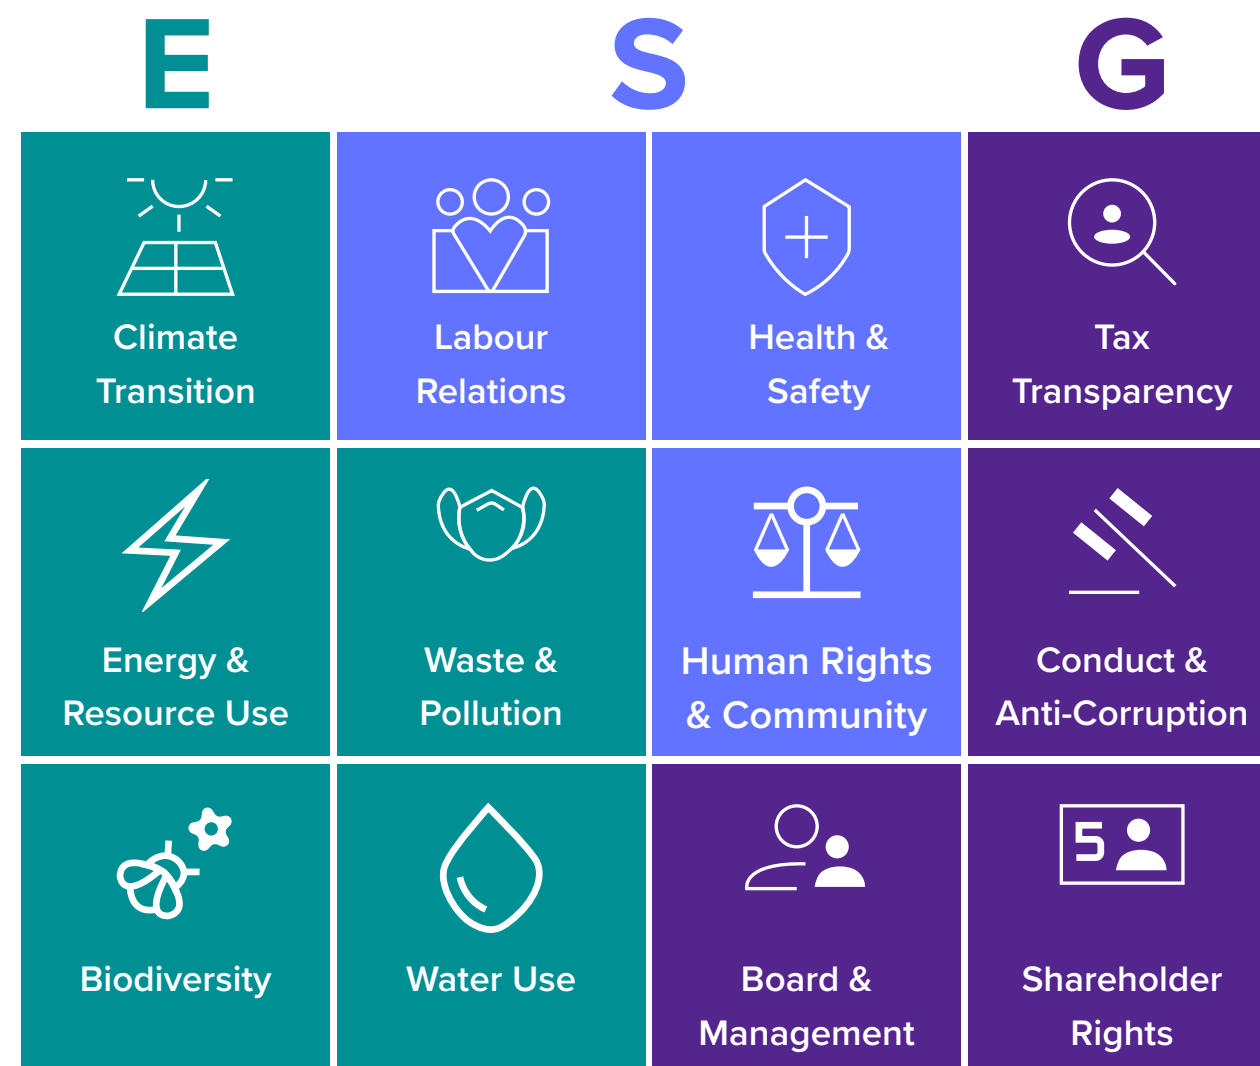 E
S
G
Climate
Transition
Labour
Relations
Health &
Safety
Tax
Transparency
Energy &
Resource Use
Waste &
Pollution
Human Rights
& Community
Conduct &
Anti-Corruption
Biodiversity
Water Use
Board &
Management
5
Shareholder
Rights